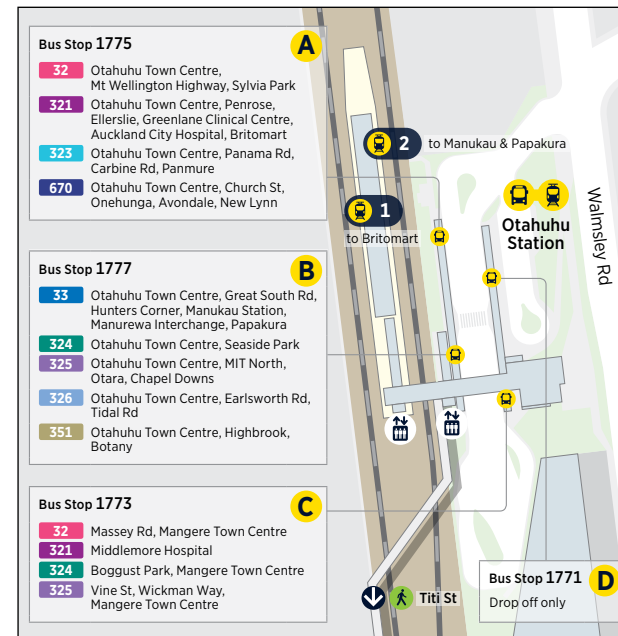 Bus Stop 1775
A
32 Otahuhu Town Centre,
Mt Wellington Highway, Sylvia Park
321 Otahuhu Town Centre, Penrose,
Ellerslie, Greenlane Clinical Centre,
Auckland City Hospital, Britomart
323 Otahuhu Town Centre, Panama Rd,
Carbine Rd, Panmure
670 Otahuhu Town Centre, Church St,
Onehunga, Avondale, New Lynn
2 to Manukau & Papakura
1
to Britomart
Otahuhu
Station
Walmsley Rd
Bus Stop 1777
B
33 Otahuhu Town Centre, Great South Rd,
Hunters Corner, Manukau Station,
Manurewa Interchange, Papakura
324 Otahuhu Town Centre, Seaside Park
325 Otahuhu Town Centre, MIT North,
Otara, Chapel Downs
326 Otahuhu Town Centre, Earlsworth Rd,
Tidal Rd
351 Otahuhu Town Centre, Highbrook,
Botany
Bus Stop 1773
C
32 Massey Rd, Mangere Town Centre
321 Middlemore Hospital
324 Boggust Park, Mangere Town Centre
325 Vine St, Wickman Way,
Mangere Town Centre
Titi St
Bus Stop 1771
D
Drop off only